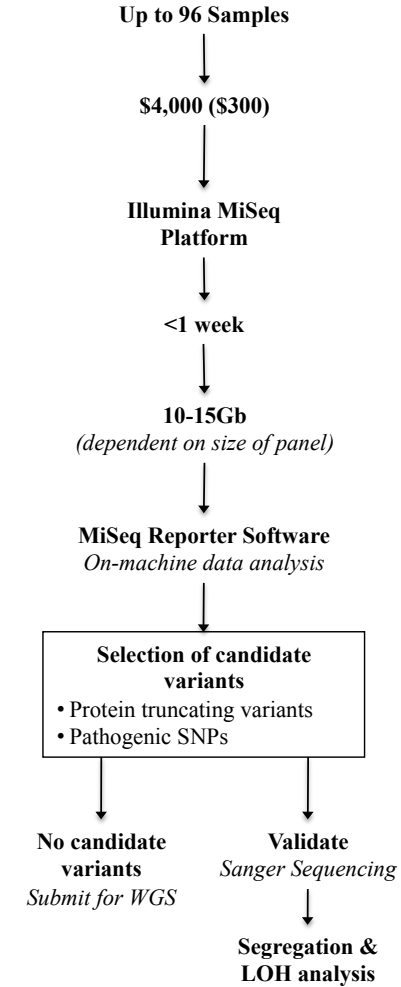 Up to 96 Samples
$4,000 ($300)
Illumina MiSeq
Platform
<1 week
10-15Gb
(dependent on size of panel)
MiSeq Reporter Software
On-machine data analysis
Selection of candidate
variants
• Protein truncating variants
• Pathogenic SNPs
No candidate
variants
Submit for WGS
Validate
Sanger Sequencing
Segregation &
LOH analysis